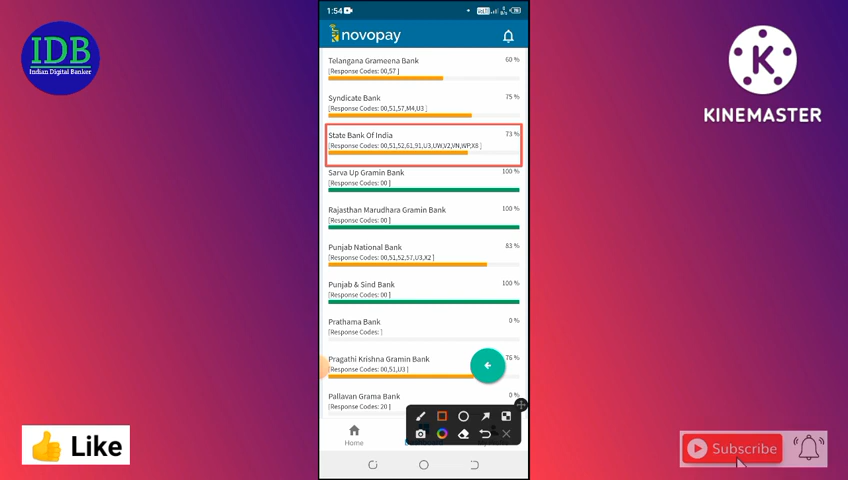 IDB
Indian Digital Banker
1:54
novopay
Telangana Grameena Bank 60 %
[Response Codes: 00,57 ]
Syndicate Bank 75 %
[Response Codes: 00,51,57,M4,U3 ]
State Bank Of India 73 %
[Response Codes: 00,51,52,61,91,U3,UW,V2,VN,WP,X8 ]
Sarva Up Gramin Bank 100 %
[Response Codes: 00 ]
Rajasthan Marudhara Gramin Bank 100 %
[Response Codes: 00 ]
Punjab National Bank 83 %
[Response Codes: 00,51,52,57,U3,X2 ]
Punjab & Sind Bank 100 %
[Response Codes: 00 ]
Prathama Bank 0 %
[Response Codes: ]
Pragathi Krishna Gramin Bank 76 %
[Response Codes: 00,51,U3 ]
Pallavan Grama Bank 0 %
[Response Codes: 20 ]
Home
K
KINEMASTER
Like
Subscribe